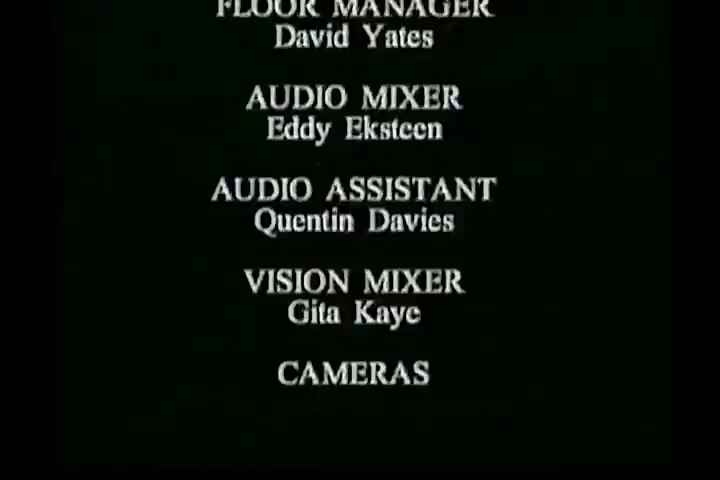 FLOOR MANAGER
David Yates
AUDIO MIXER
Eddy Eksteen
AUDIO ASSISTANT
Quentin Davies
VISION MIXER
Gita Kaye
CAMERAS